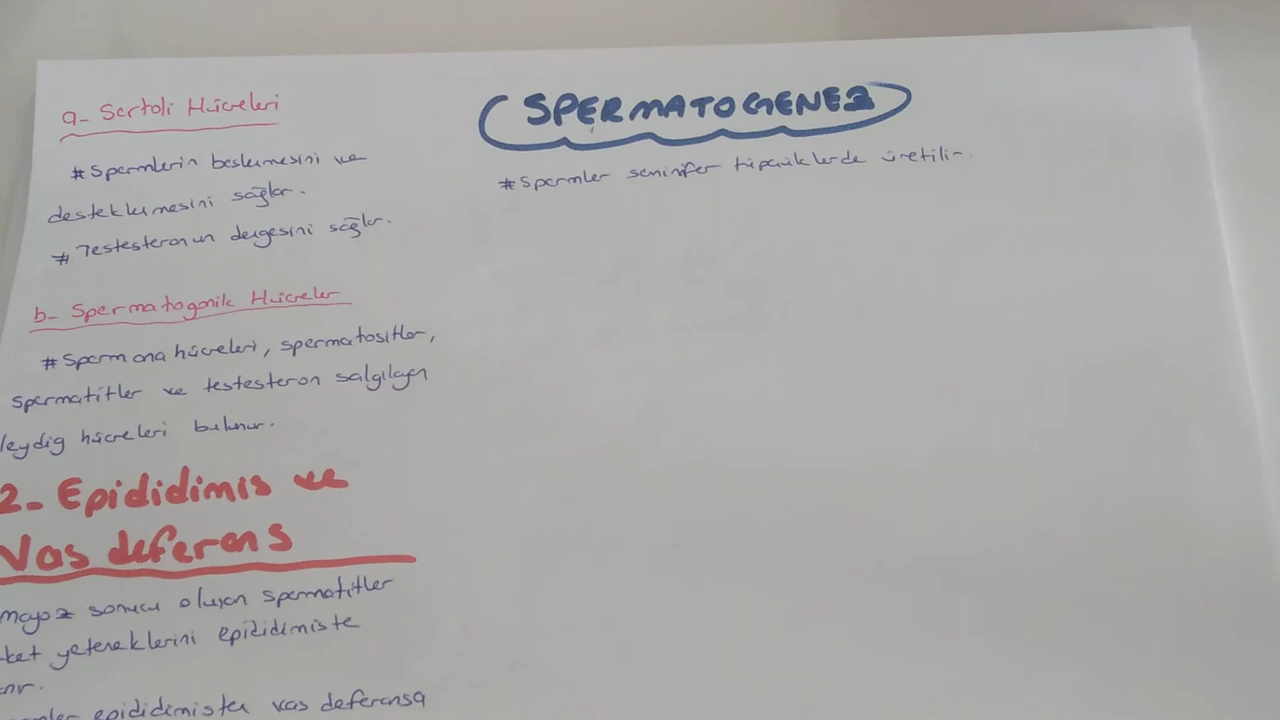 a- Sertoli Hücreleri
#Spermlerin beslenmesini ve
desteklenmesini sağlar.
# Testesteronun dengesini sağlar.
b- Spermatogonik Hücreler
#Sperm ana hücreleri, spermatositler,
spermatitler ve testesteron salgılayan
leydig hücreleri bulunur.
2- Epididimis ve
Vas deferens
mayoz sonucu oluşan spermatitler
yeteneklerini epididimiste
epididimisten vas deferansa
SPERMATOGENEZ
#Spermler seminifer tüpçüklerde üretilir.